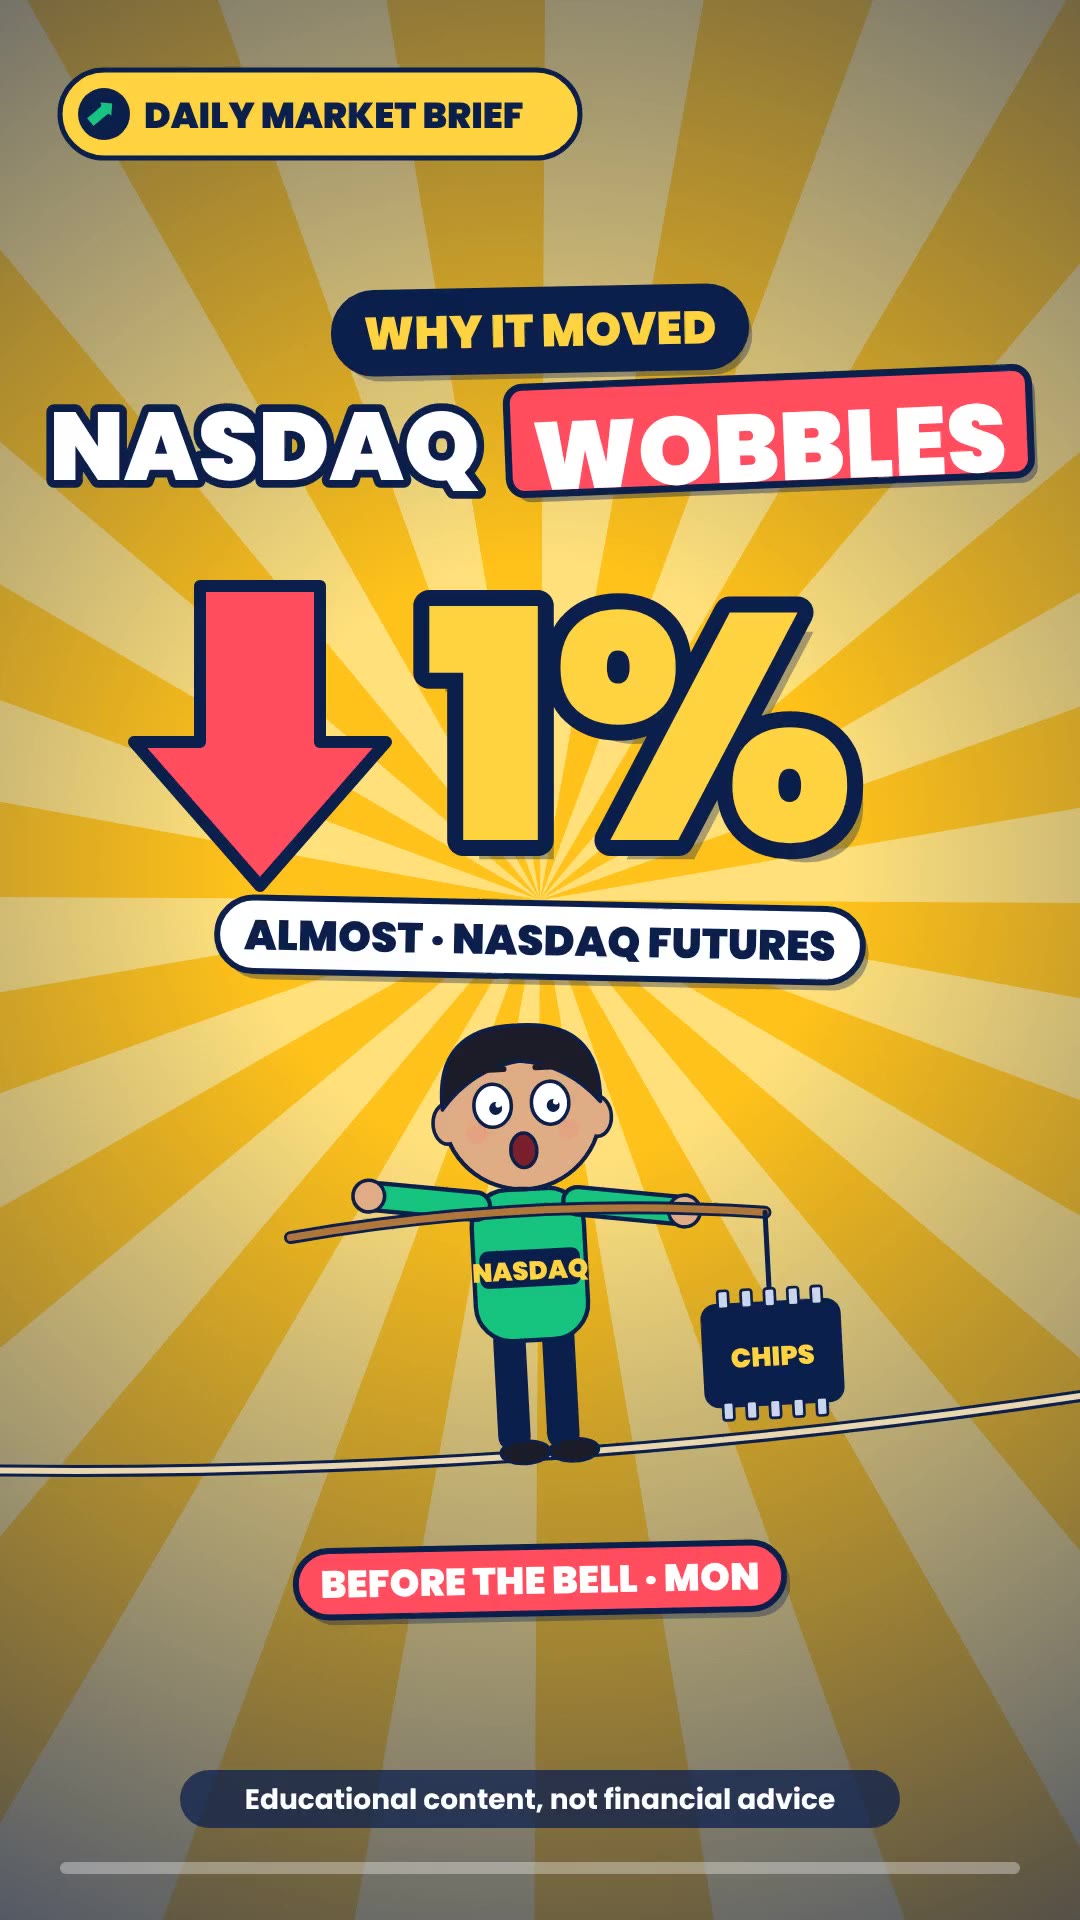 DAILY MARKET BRIEF
WHY IT MOVED
NASDAQ WOBBLES
1%
ALMOST · NASDAQ FUTURES
NASDAQ
CHIPS
BEFORE THE BELL · MON
Educational content, not financial advice